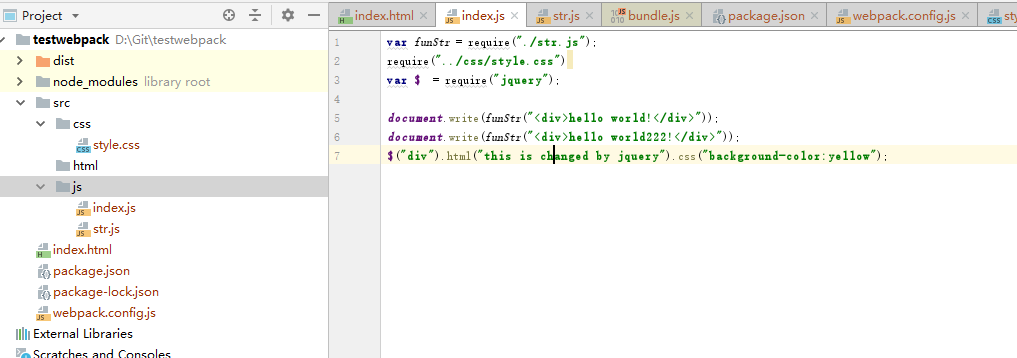 Project
index.html
index.js
str.js
bundle.js
package.json
webpack.config.js
sty
testwebpack D:\Git\testwebpack
dist
node_modules library root
src
css
style.css
html
js
index.js
str.js
index.html
package.json
package-lock.json
webpack.config.js
External Libraries
Scratches and Consoles
1 var funStr = require("./str.js");
2 require("../css/style.css")
3 var $ = require("jquery");
4
5 document.write(funStr("<div>hello world!</div>"));
6 document.write(funStr("<div>hello world222!</div>"));
7 $("div").html("this is changed by jquery").css("background-color:yellow");